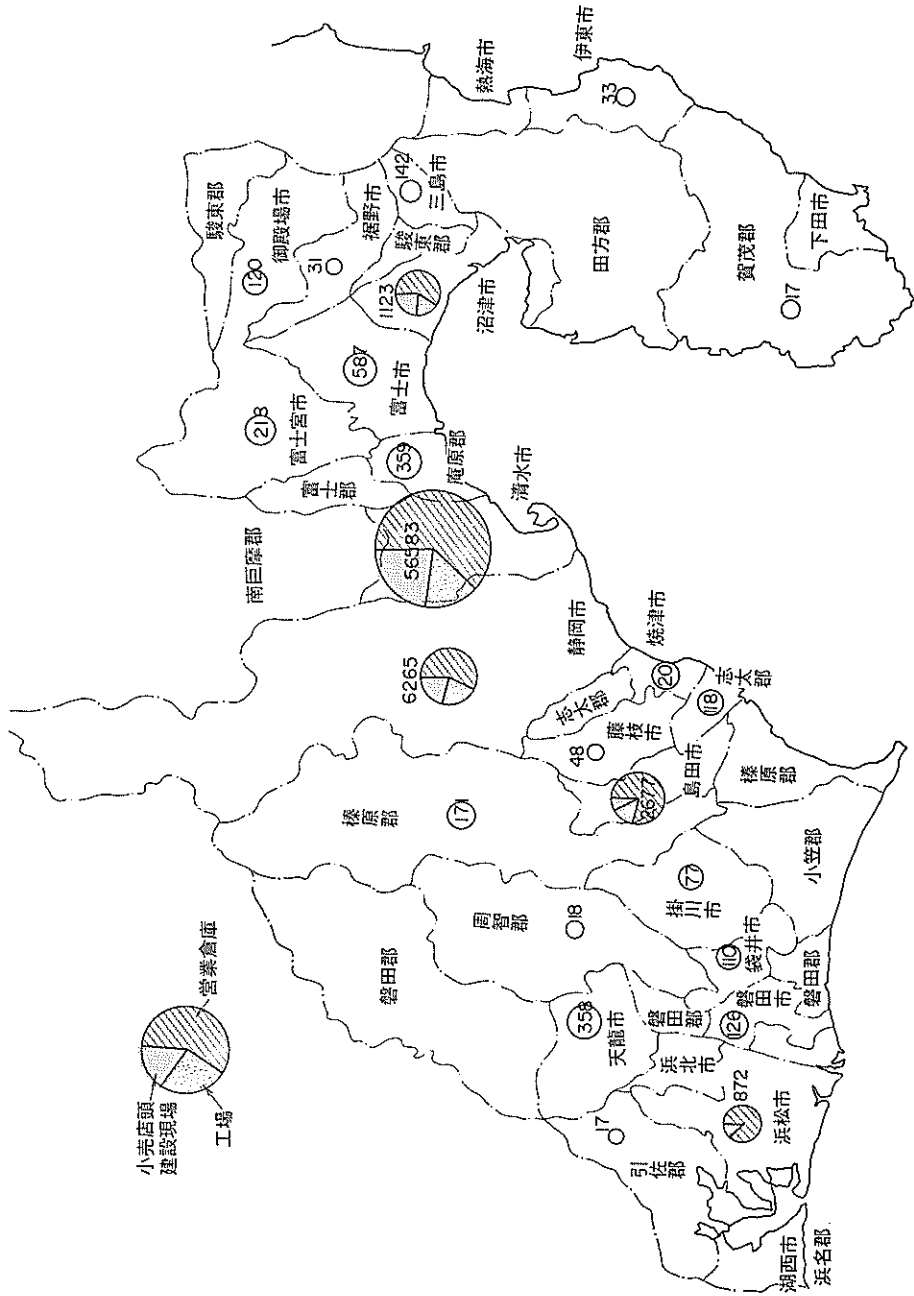 小売店頭
建設現場
営業倉庫
工場
南巨摩郡
富士郡
富士宮市
218
駿東郡
御殿場市
120
裾野市
31
駿東郡
三島市
142
熱海市
伊東市
33
1123
沼津市
587
富士市
359
庵原郡
56583
清水市
田方郡
賀茂郡
17
下田市
6265
静岡市
焼津市
20
志太郡
118
志太郡
藤枝市
48
2677
島田市
榛原郡
榛原郡
171
磐田郡
周智郡
18
掛川市
77
小笠郡
袋井市
110
磐田郡
磐田市
126
磐田郡
天龍市
358
浜北市
872
浜松市
17
引佐郡
湖西市
浜名郡